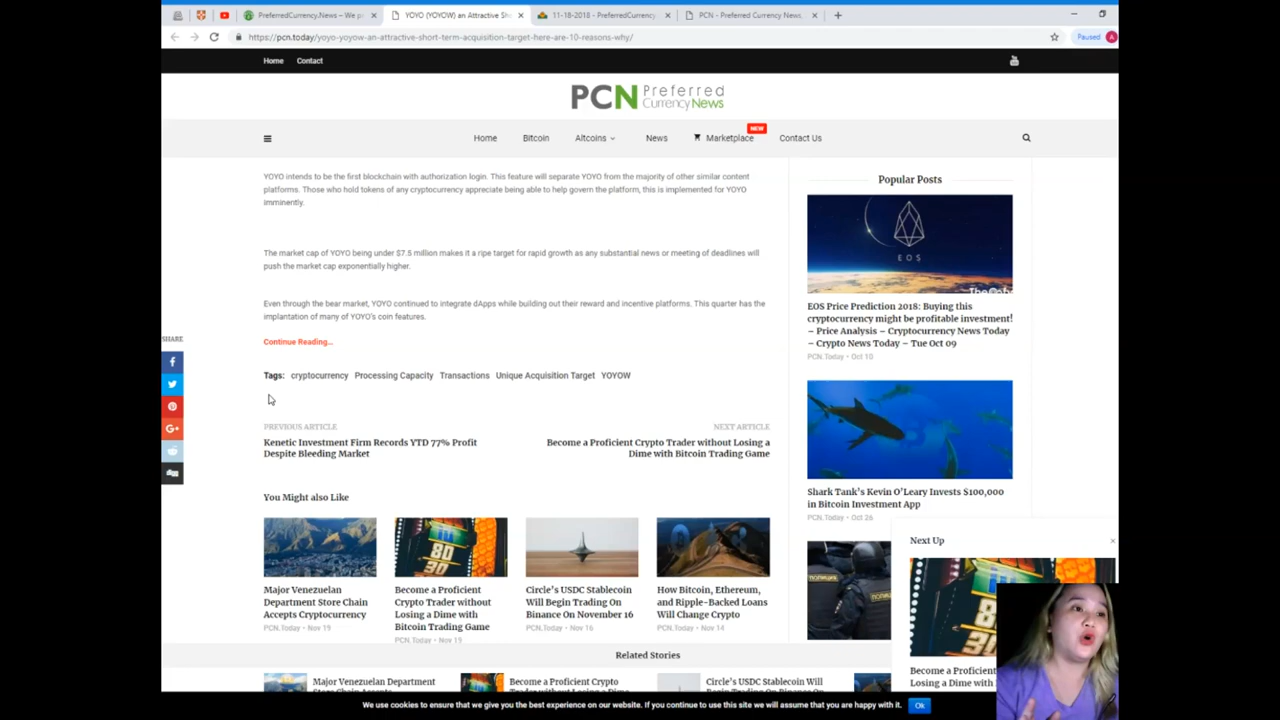 PreferredCurrency.News – We p
YOYO (YOYOW) an Attractive Sh
11-18-2018 - PreferredCurrency
PCN - Preferred Currency News,
https://pcn.today/yoyo-yoyow-an-attractive-short-term-acquisition-target-here-are-10-reasons-why/
Paused
A
Home
Contact
PCN Preferred
Currency News
NEW
Home
Bitcoin
Altcoins
News
Marketplace
Contact Us
YOYO intends to be the first blockchain with authorization login. This feature will separate YOYO from the majority of other similar content
platforms. Those who hold tokens of any cryptocurrency appreciate being able to help govern the platform, this is implemented for YOYO
imminently.
The market cap of YOYO being under $7.5 million makes it a ripe target for rapid growth as any substantial news or meeting of deadlines will
push the market cap exponentially higher.
Even through the bear market, YOYO continued to integrate dApps while building out their reward and incentive platforms. This quarter has the
implantation of many of YOYO's coin features.
Continue Reading...
Tags: cryptocurrency Processing Capacity Transactions Unique Acquisition Target YOYOW
SHARE
PREVIOUS ARTICLE
Kenetic Investment Firm Records YTD 77% Profit
Despite Bleeding Market
NEXT ARTICLE
Become a Proficient Crypto Trader without Losing a
Dime with Bitcoin Trading Game
You Might also Like
80
30
Major Venezuelan
Department Store Chain
Accepts Cryptocurrency
PCN.Today • Nov 19
Become a Proficient
Crypto Trader without
Losing a Dime with
Bitcoin Trading Game
PCN.Today • Nov 19
Circle's USDC Stablecoin
Will Begin Trading On
Binance On November 16
PCN.Today • Nov 16
How Bitcoin, Ethereum,
and Ripple-Backed Loans
Will Change Crypto
PCN.Today • Nov 14
Popular Posts
EOS
EOS Price Prediction 2018: Buying this
cryptocurrency might be profitable investment!
– Price Analysis – Cryptocurrency News Today
– Crypto News Today – Tue Oct 09
PCN.Today • Oct 10
Shark Tank's Kevin O'Leary Invests $100,000
in Bitcoin Investment App
PCN.Today • Oct 26
Next Up
80
Become a Proficient
Losing a Dime with
Related Stories
Major Venezuelan Department
Become a Proficient Crypto
Circle's USDC Stablecoin Will
We use cookies to ensure that we give you the best experience on our website. If you continue to use this site we will assume that you are happy with it.
Ok